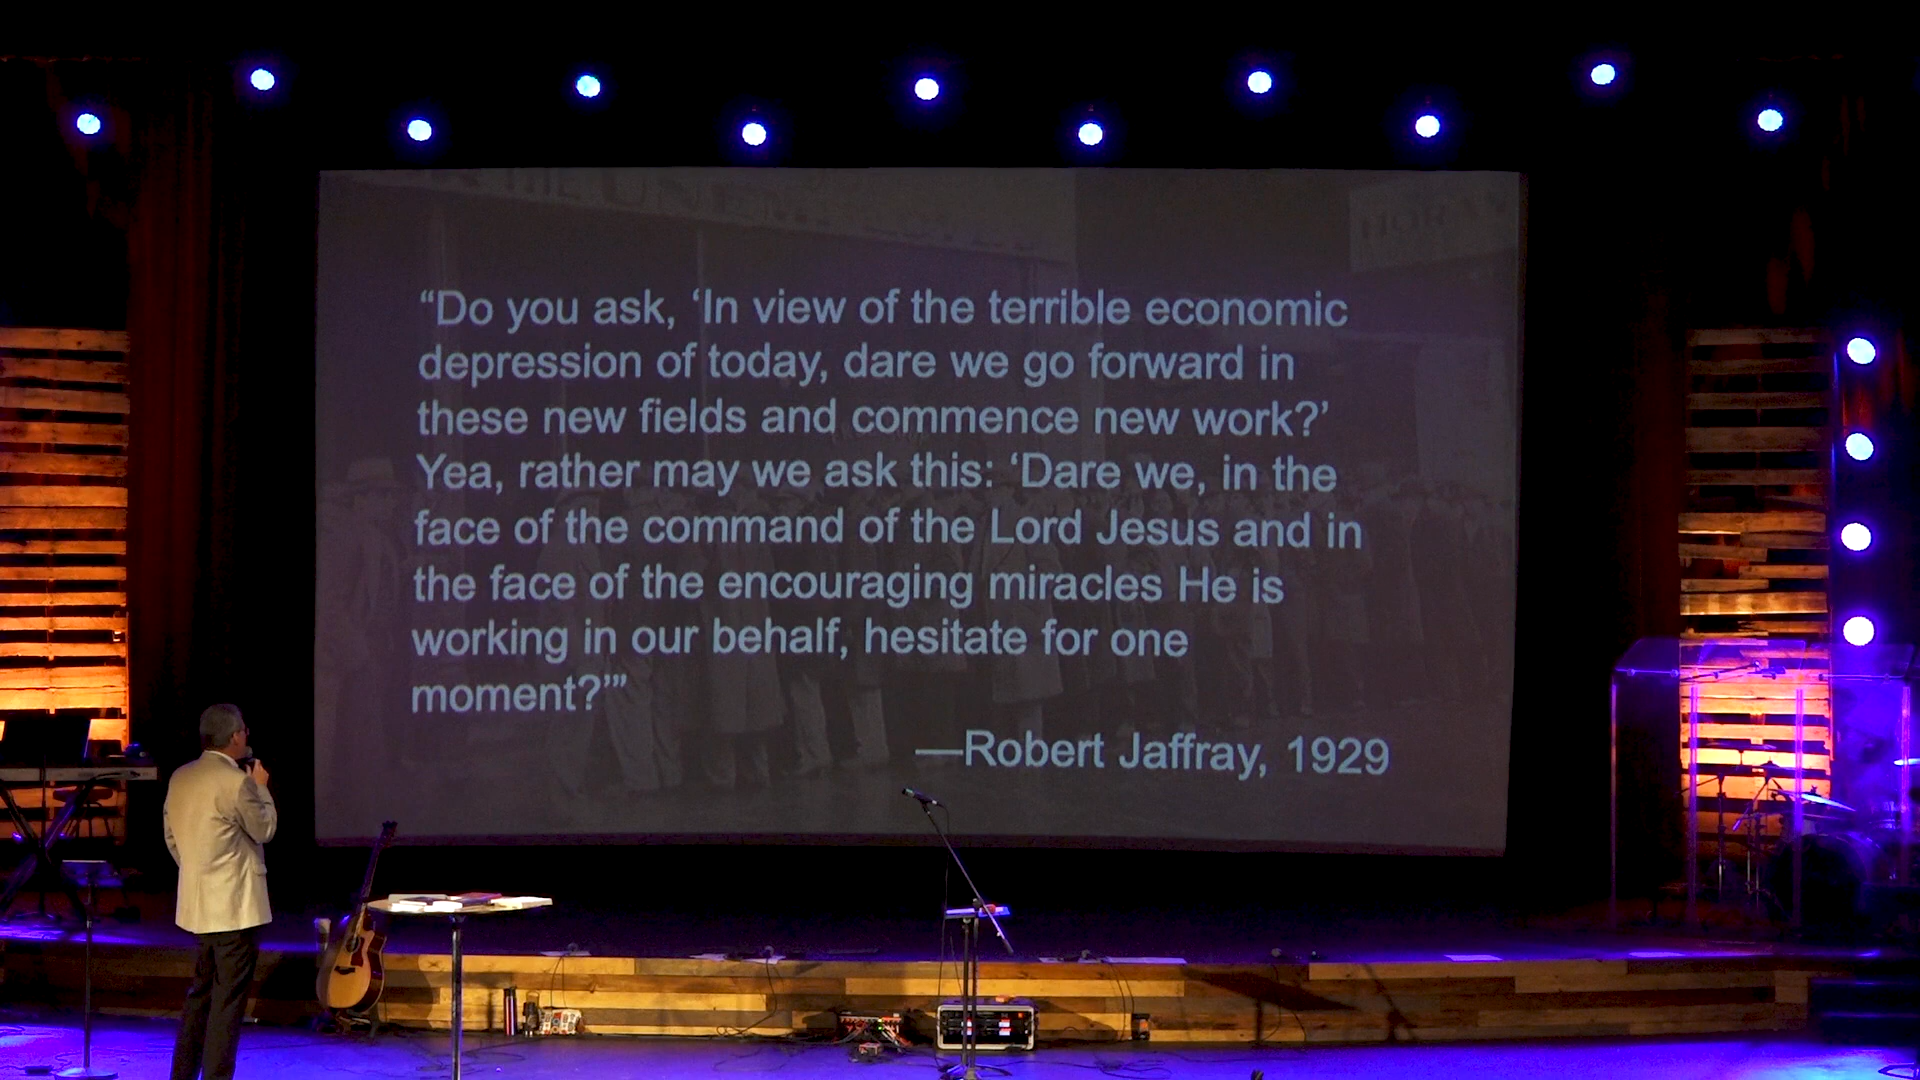 “Do you ask, ‘In view of the terrible economic
depression of today, dare we go forward in
these new fields and commence new work?’
Yea, rather may we ask this: ‘Dare we, in the
face of the command of the Lord Jesus and in
the face of the encouraging miracles He is
working in our behalf, hesitate for one
moment?’”
—Robert Jaffray, 1929